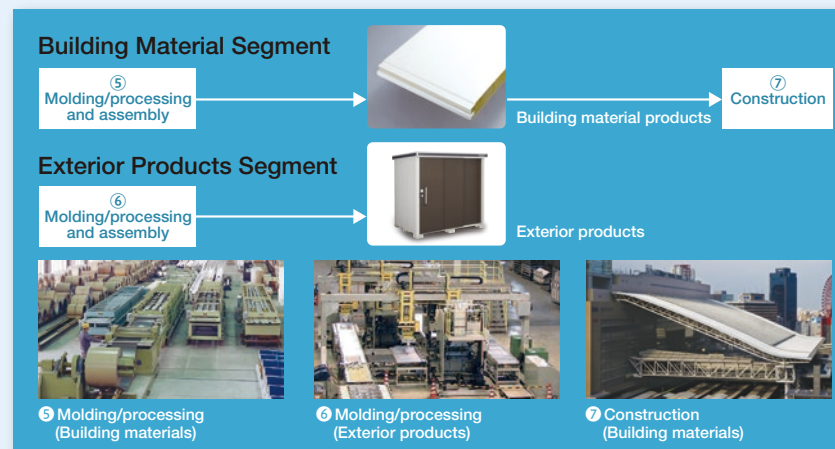 Building Material Segment
⑤
Molding/processing
and assembly
Building material products
⑦
Construction
Exterior Products Segment
⑥
Molding/processing
and assembly
Exterior products
❺ Molding/processing
(Building materials)
❻ Molding/processing
(Exterior products)
❼ Construction
(Building materials)